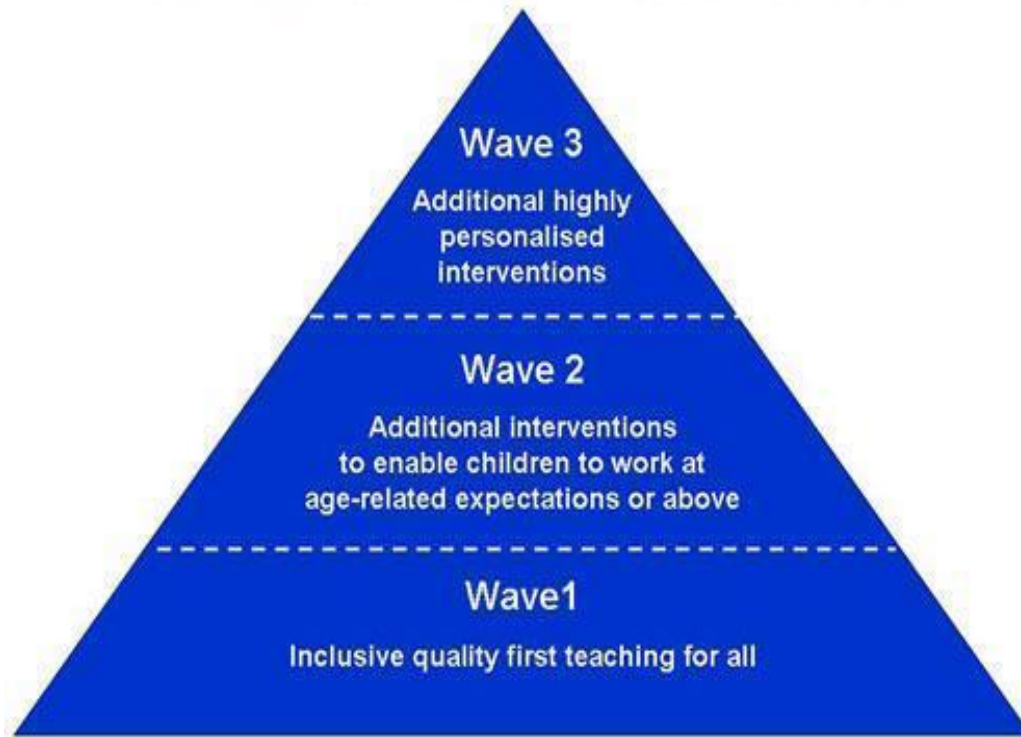 Wave 3
Additional highly
personalised
interventions
Wave 2
Additional interventions
to enable children to work at
age-related expectations or above
Wave1
Inclusive quality first teaching for all